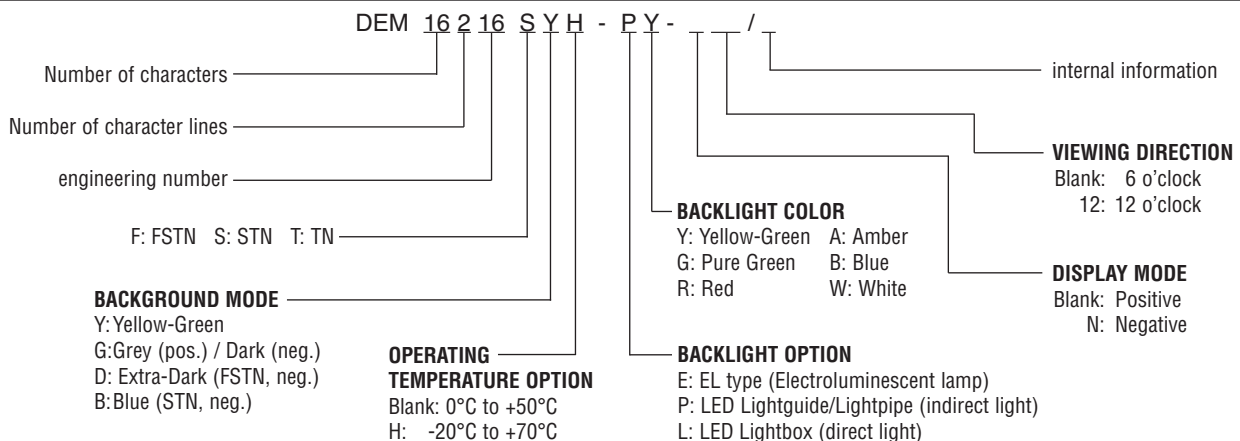 DEM 16 2 16 S Y H - P Y - _ __ / _
Number of characters
Number of character lines
engineering number
F: FSTN S: STN T: TN
BACKGROUND MODE
Y: Yellow-Green
G: Grey (pos.) / Dark (neg.)
D: Extra-Dark (FSTN, neg.)
B: Blue (STN, neg.)
OPERATING
TEMPERATURE OPTION
Blank: 0°C to +50°C
H: -20°C to +70°C
BACKLIGHT COLOR
Y: Yellow-Green A: Amber
G: Pure Green B: Blue
R: Red W: White
BACKLIGHT OPTION
E: EL type (Electroluminescent lamp)
P: LED Lightguide/Lightpipe (indirect light)
L: LED Lightbox (direct light)
internal information
VIEWING DIRECTION
Blank: 6 o'clock
12: 12 o'clock
DISPLAY MODE
Blank: Positive
N: Negative